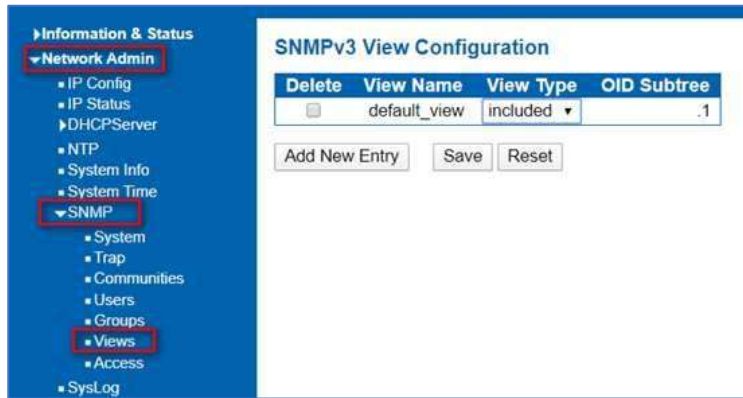 Information & Status
Network Admin
IP Config
IP Status
DHCPServer
NTP
System Info
System Time
SNMP
System
Trap
Communities
Users
Groups
Views
Access
SysLog
SNMPv3 View Configuration
Delete View Name View Type OID Subtree
default_view included .1
Add New Entry Save Reset